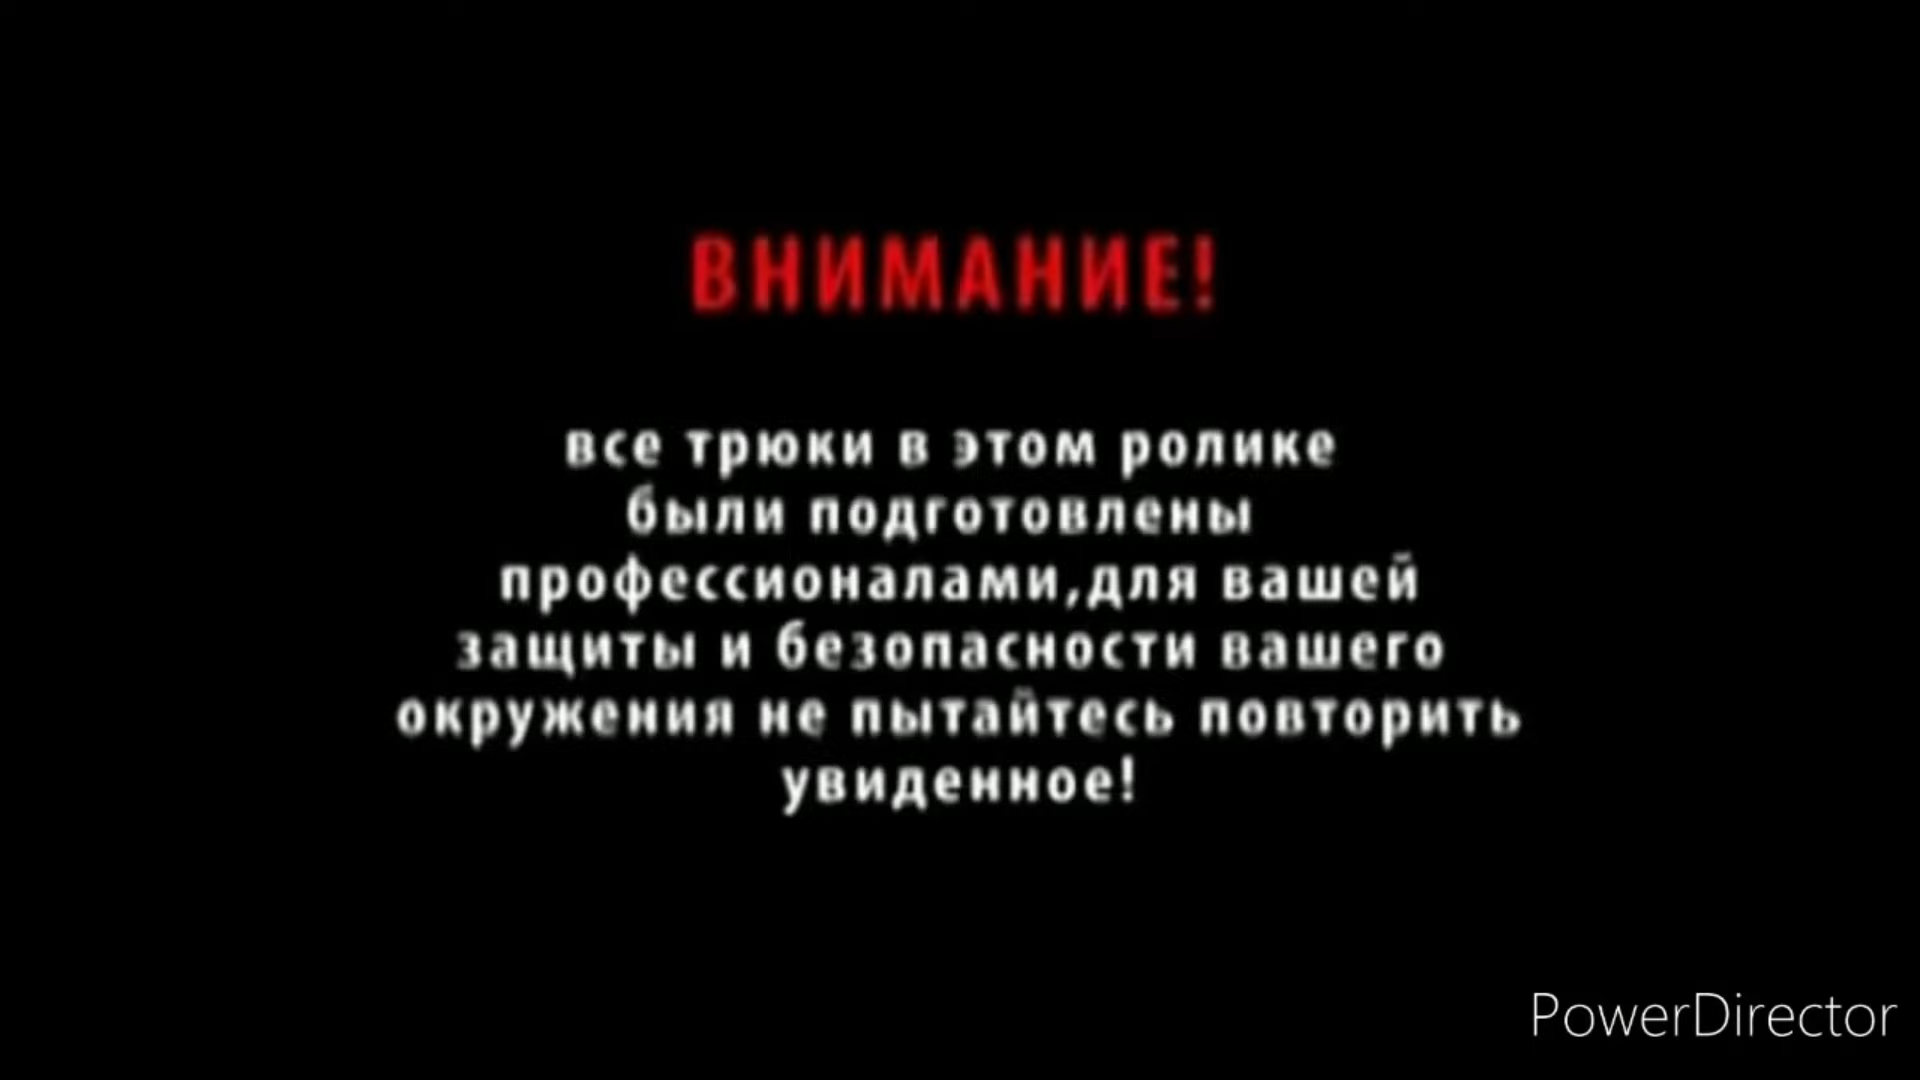 ВНИМАНИЕ!
все трюки в этом ролике
были подготовлены
профессионалами,для вашей
защиты и безопасности вашего
окружения не пытайтесь повторить
увиденное!
PowerDirector